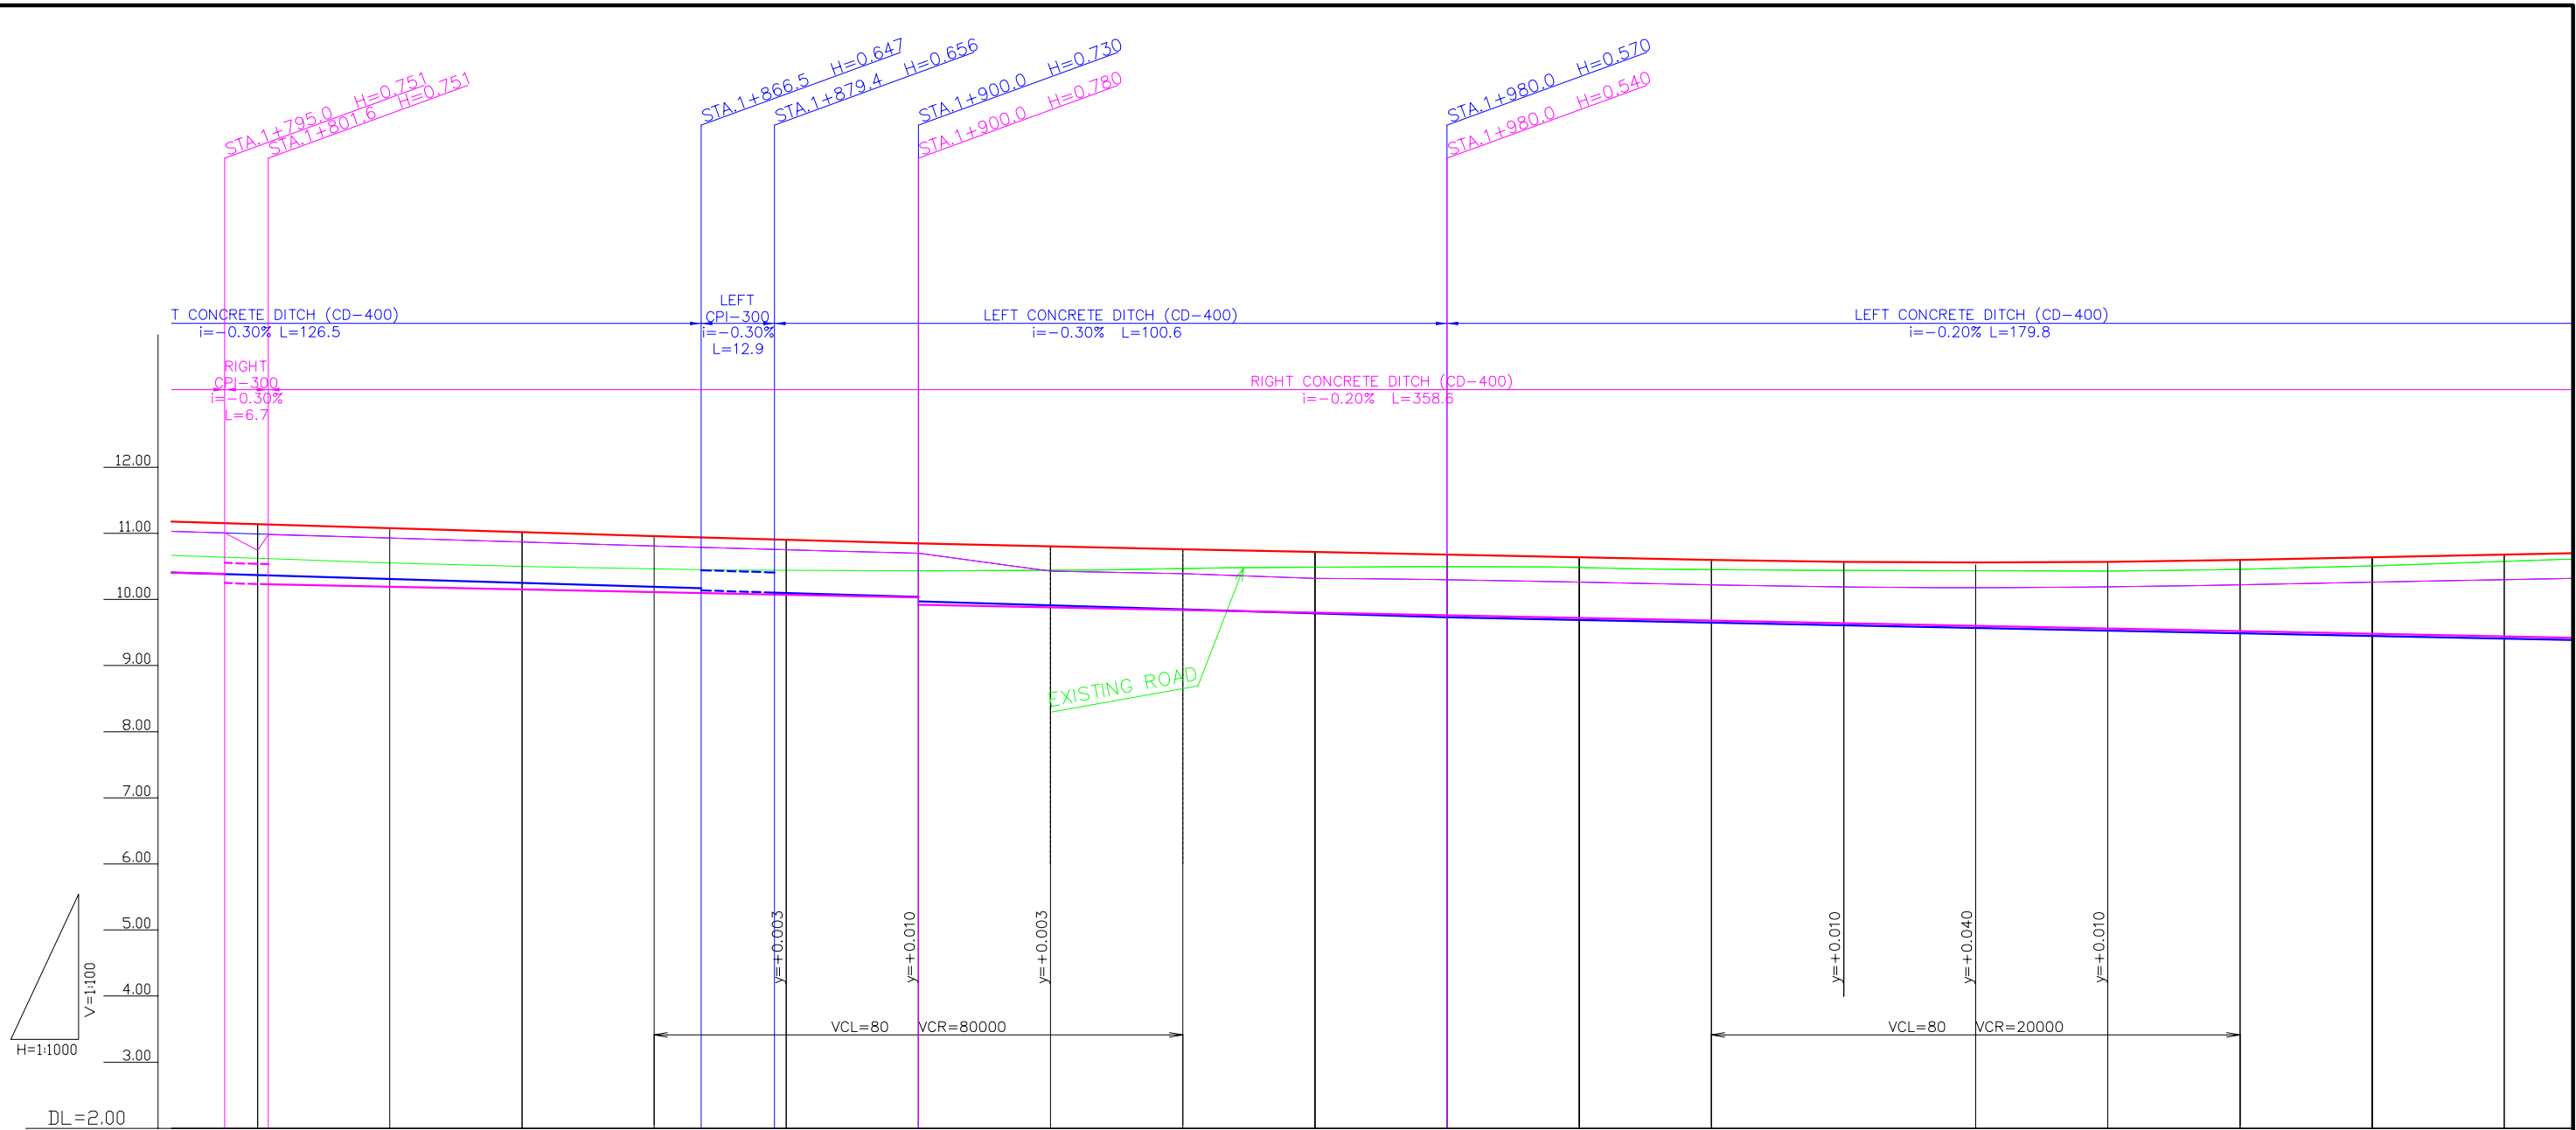 STA.1+795.0 H=0.751
STA.1+801.6 H=0.751
STA.1+866.5 H=0.647
STA.1+879.4 H=0.656
STA.1+900.0 H=0.730
STA.1+900.0 H=0.780
STA.1+980.0 H=0.570
STA.1+980.0 H=0.540
T CONCRETE DITCH (CD-400)
i=-0.30% L=126.5
LEFT
CPI-300
i=-0.30%
L=12.9
LEFT CONCRETE DITCH (CD-400)
i=-0.30% L=100.6
LEFT CONCRETE DITCH (CD-400)
i=-0.20% L=179.8
RIGHT
CPI-300
i=-0.30%
L=6.7
RIGHT CONCRETE DITCH (CD-400)
i=-0.20% L=358.6
12.00
11.00
10.00
9.00
8.00
7.00
6.00
5.00
4.00
3.00
DL=2.00
EXISTING ROAD
V=1:100
H=1:1000
y=+0.003
y=+0.010
y=+0.003
y=+0.010
y=+0.040
y=+0.010
VCL=80 VCR=80000
VCL=80 VCR=20000